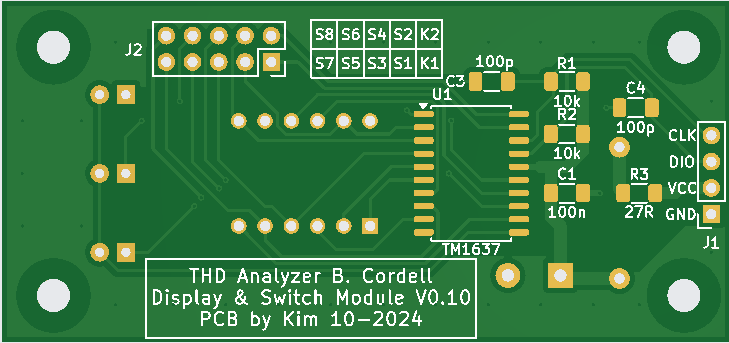 J2
S8 S6 S4 S2 K2
S7 S5 S3 S1 K1
100p
C3
U1
R1
10k
R2
10k
C4
100p
C1
100n
R3
27R
CLK
DIO
VCC
GND
J1
TM1637
THD Analyzer B. Cordell
Display & Switch Module V0.10
PCB by Kim 10-2024